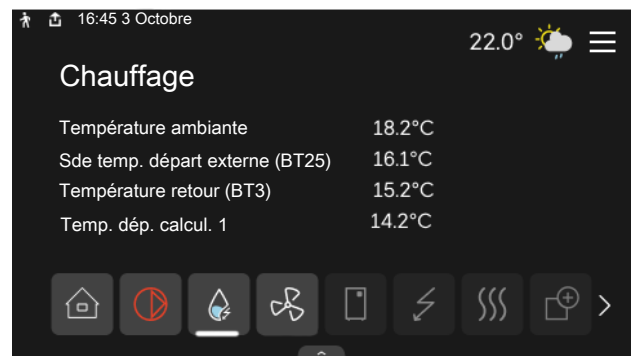 16:45 3 Octobre
22.0°
Chauffage
Température ambiante 18.2°C
Sde temp. départ externe (BT25) 16.1°C
Température retour (BT3) 15.2°C
Temp. dép. calcul. 1 14.2°C